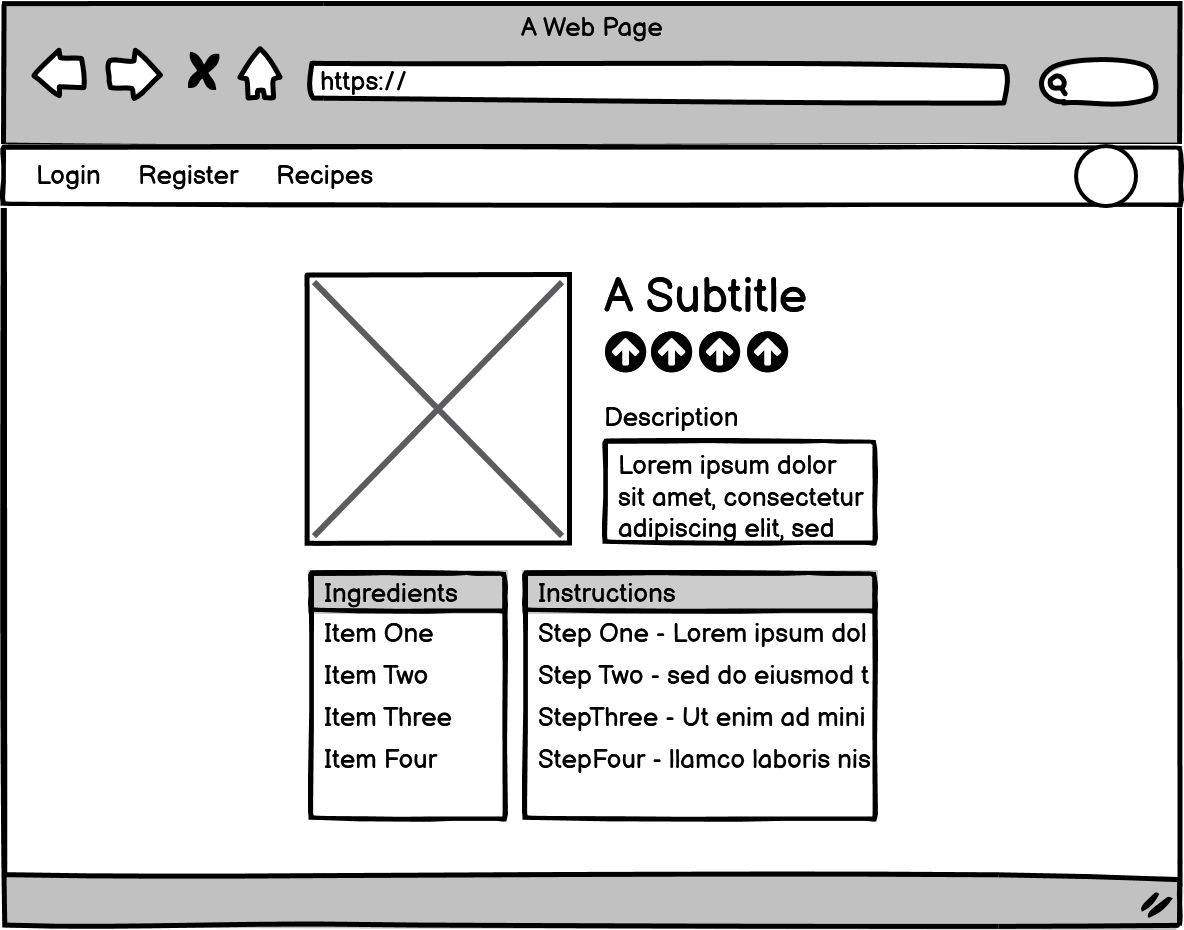 A Web Page
https://
Login Register Recipes
A Subtitle
Description
Lorem ipsum dolor
sit amet, consectetur
adipiscing elit, sed
Ingredients
Item One
Item Two
Item Three
Item Four
Instructions
Step One - Lorem ipsum dol
Step Two - sed do eiusmod t
StepThree - Ut enim ad mini
StepFour - llamco laboris nis